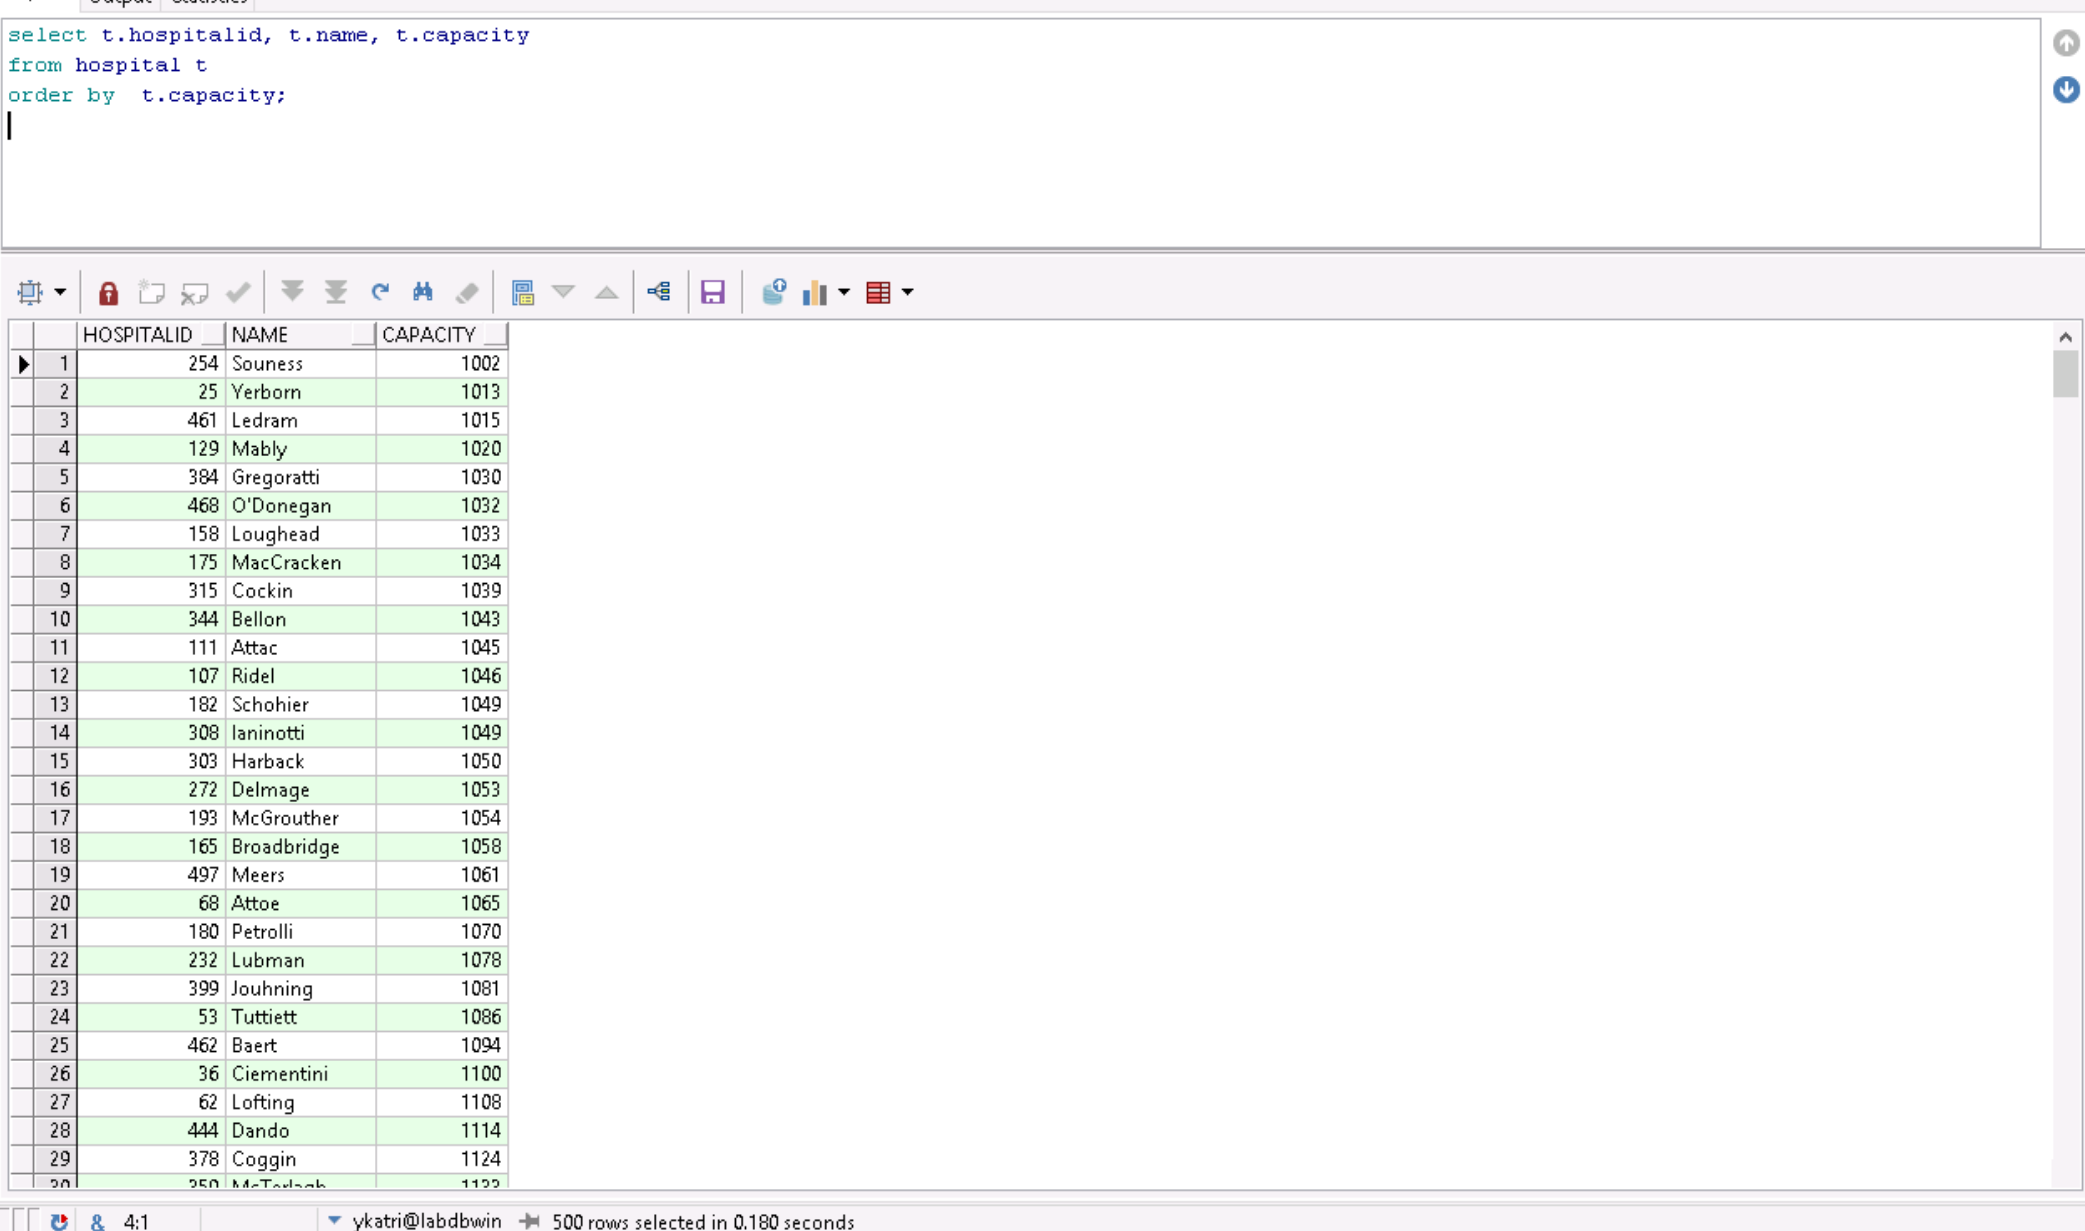 Output Statistics
select t.hospitalid, t.name, t.capacity
from hospital t
order by  t.capacity;
HOSPITALID NAME CAPACITY
1 254 Souness 1002
2 25 Yerborn 1013
3 461 Ledram 1015
4 129 Mably 1020
5 384 Gregoratti 1030
6 468 O'Donegan 1032
7 158 Loughead 1033
8 175 MacCracken 1034
9 315 Cockin 1039
10 344 Bellon 1043
11 111 Attac 1045
12 107 Ridel 1046
13 182 Schohier 1049
14 308 Ianinotti 1049
15 303 Harback 1050
16 272 Delmage 1053
17 193 McGrouther 1054
18 165 Broadbridge 1058
19 497 Meers 1061
20 68 Attoe 1065
21 180 Petrolli 1070
22 232 Lubman 1078
23 399 Jouhning 1081
24 53 Tuttiett 1086
25 462 Baert 1094
26 36 Ciementini 1100
27 62 Lofting 1108
28 444 Dando 1114
29 378 Coggin 1124
30 350 McTerlagh 1133
& 4:1 ykatri@labdbwin 500 rows selected in 0.180 seconds